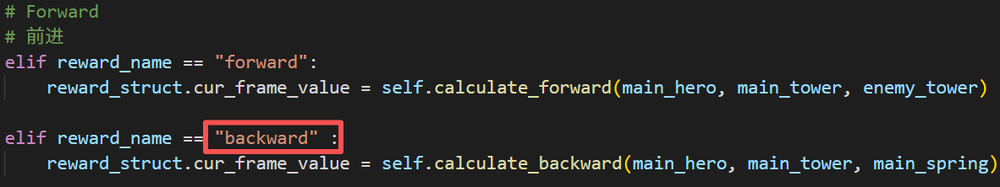 # Forward
# 前进
elif reward_name == "forward":
    reward_struct.cur_frame_value = self.calculate_forward(main_hero, main_tower, enemy_tower)

elif reward_name == "backward" :
    reward_struct.cur_frame_value = self.calculate_backward(main_hero, main_tower, main_spring)